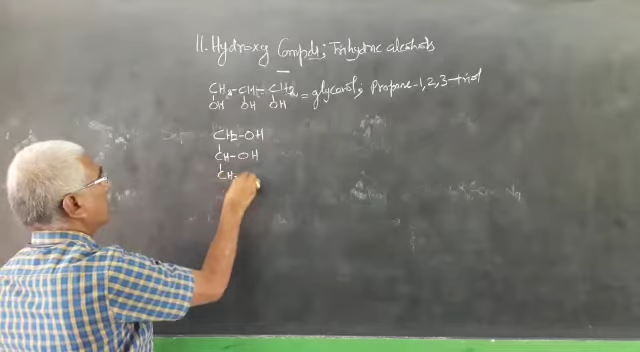 11. Hydroxy Compds; Trihydric alcohols
CH2-CH-CH2 = glycerol; Propane-1,2,3-triol
OH OH OH
CH2-OH
CH-OH
CH-